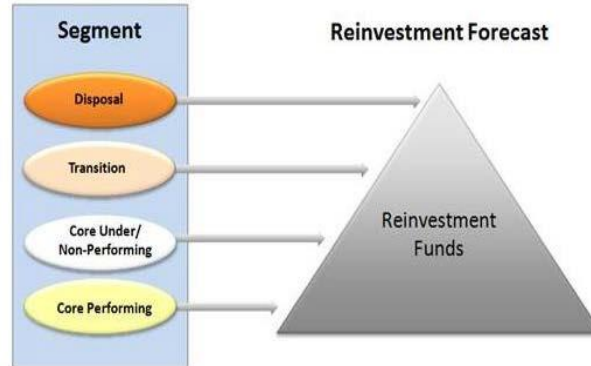 Segment
Reinvestment Forecast
Disposal
Transition
Core Under/
Non-Performing
Core Performing
Reinvestment
Funds